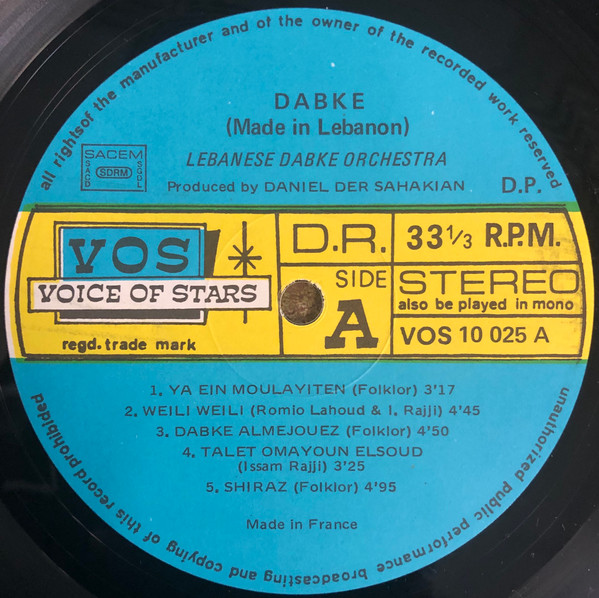 all rightsof the manufacturer and of the owner of the recorded work reserved
DABKE
(Made in Lebanon)
LEBANESE DABKE ORCHESTRA
Produced by DANIEL DER SAHAKIAN
D.P.
SACEM
SACD
SDRM
SGDL
VOS
VOICE OF STARS
regd. trade mark
D.R.
33 1/3 R.P.M.
SIDE
A
STEREO
also be played in mono
VOS 10 025 A
1. YA EIN MOULAYITEN (Folklor) 3'17
2. WEILI WEILI (Romio Lahoud & I. Rajji) 4'45
3. DABKE ALMEJOUEZ (Folklor) 4'50
4. TALET OMAYOUN ELSOUD
(Issam Rajji) 3'25
5. SHIRAZ (Folklor) 4'95
Made in France
unauthorized public performance broadcasting and copying of this record prohibited